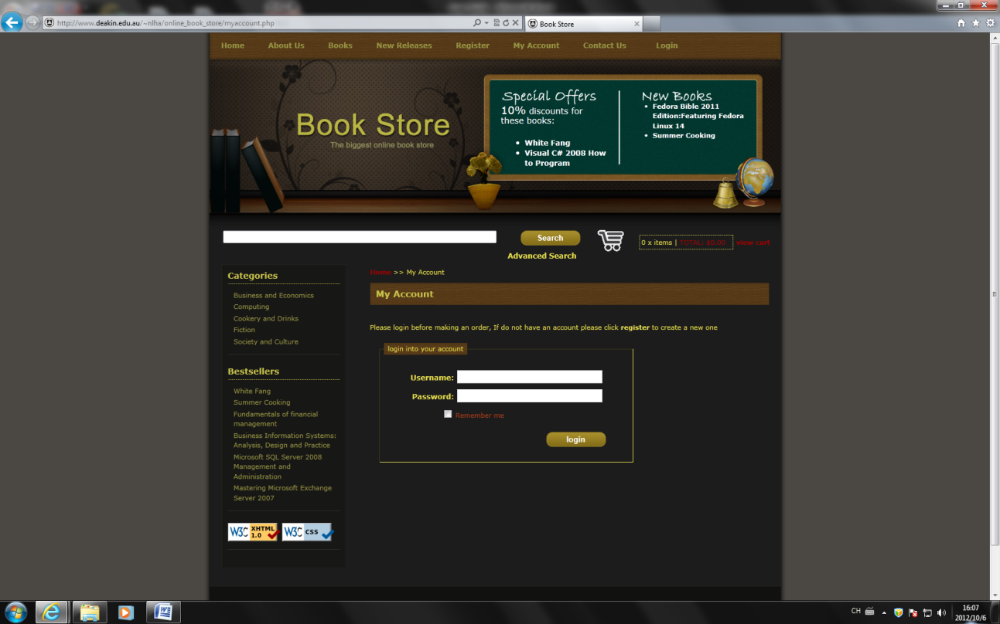 http://www.deakin.edu.au/~nlha/online_book_store/myaccount.php
Book Store
Home About Us Books New Releases Register My Account Contact Us Login
Book Store
The biggest online book store
Special Offers
10% discounts for
these books:
White Fang
Visual C# 2008 How
to Program
New Books
Fedora Bible 2011
Edition:Featuring Fedora
Linux 14
Summer Cooking
Search
Advanced Search
0 x items | TOTAL: $0.00 view cart
Categories
Business and Economics
Computing
Cookery and Drinks
Fiction
Society and Culture
Bestsellers
White Fang
Summer Cooking
Fundamentals of financial
management
Business Information Systems:
Analysis, Design and Practice
Microsoft SQL Server 2008
Management and
Administration
Mastering Microsoft Exchange
Server 2007
W3C XHTML
1.0
W3C CSS
Home >> My Account
My Account
Please login before making an order, If do not have an account please click register to create a new one
login into your account
Username:
Password:
Remember me
login
CH
16:07
2012/10/6